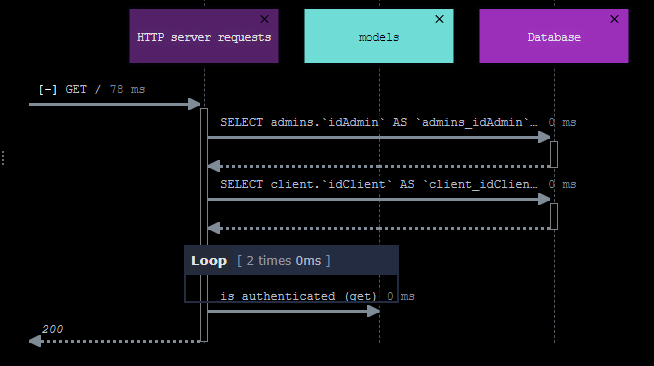 HTTP server requests
models
Database
[-] GET / 78 ms
SELECT admins.`idAdmin` AS `admins_idAdmin`… 0 ms
SELECT client.`idClient` AS `client_idClien… 0 ms
Loop [ 2 times 0ms ]
is authenticated (get) 0 ms
200